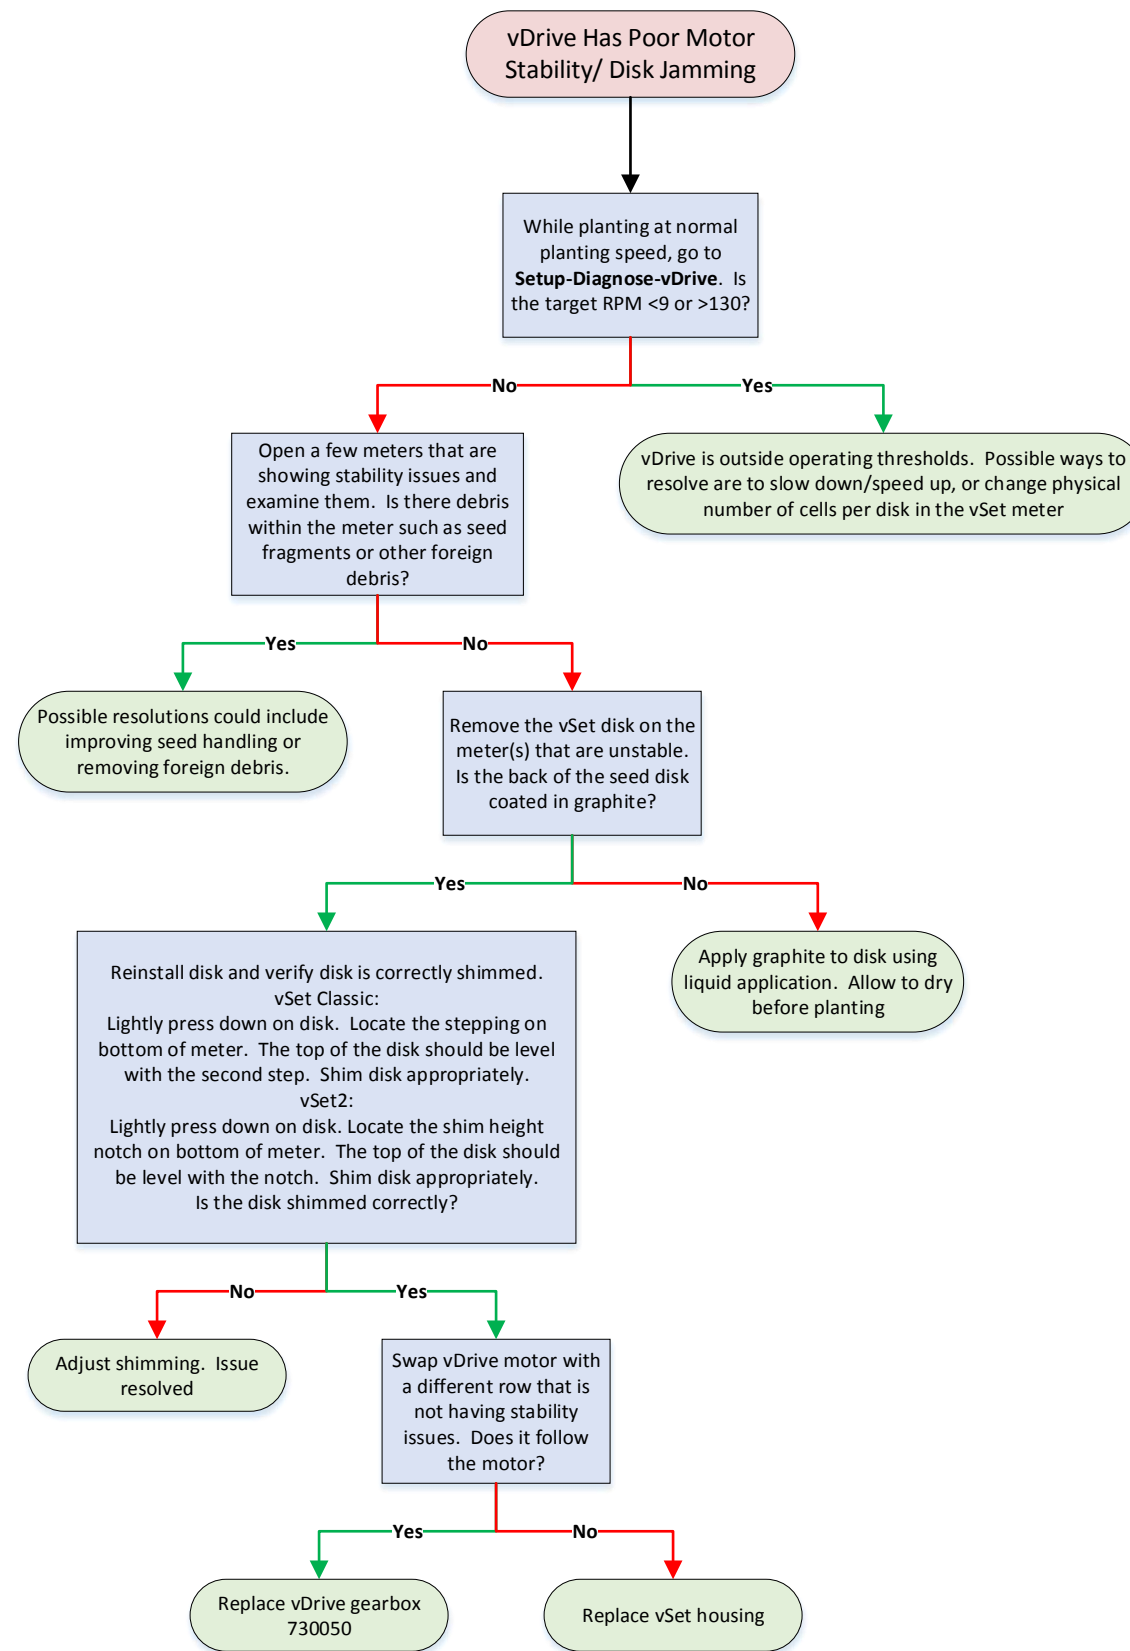 vDrive Has Poor Motor
Stability/ Disk Jamming
While planting at normal
planting speed, go to
Setup-Diagnose-vDrive.  Is
the target RPM <9 or >130?
No
Yes
Open a few meters that are
showing stability issues and
examine them.  Is there debris
within the meter such as seed
fragments or other foreign
debris?
vDrive is outside operating thresholds.  Possible ways to
resolve are to slow down/speed up, or change physical
number of cells per disk in the vSet meter
Yes
No
Possible resolutions could include
improving seed handling or
removing foreign debris.
Remove the vSet disk on the
meter(s) that are unstable.
Is the back of the seed disk
coated in graphite?
Yes
No
Reinstall disk and verify disk is correctly shimmed.
vSet Classic:
Lightly press down on disk.  Locate the stepping on
bottom of meter.  The top of the disk should be level
with the second step.  Shim disk appropriately.
vSet2:
Lightly press down on disk. Locate the shim height
notch on bottom of meter.  The top of the disk should
be level with the notch.  Shim disk appropriately.
Is the disk shimmed correctly?
Apply graphite to disk using
liquid application.  Allow to dry
before planting
No
Yes
Adjust shimming.  Issue
resolved
Swap vDrive motor with
a different row that is
not having stability
issues.  Does it follow
the motor?
Yes
No
Replace vDrive gearbox
730050
Replace vSet housing